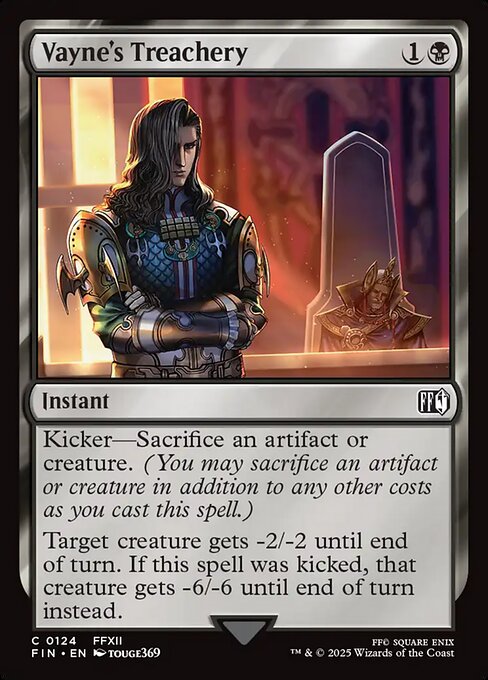 Vayne's Treachery 1
Instant
Kicker—Sacrifice an artifact or
creature. (You may sacrifice an artifact
or creature in addition to any other costs
as you cast this spell.)
Target creature gets -2/-2 until end
of turn. If this spell was kicked, that
creature gets -6/-6 until end of turn
instead.
C 0124 FFXII
FIN • EN TOUGE369
FF© SQUARE ENIX
™ & © 2025 Wizards of the Coast